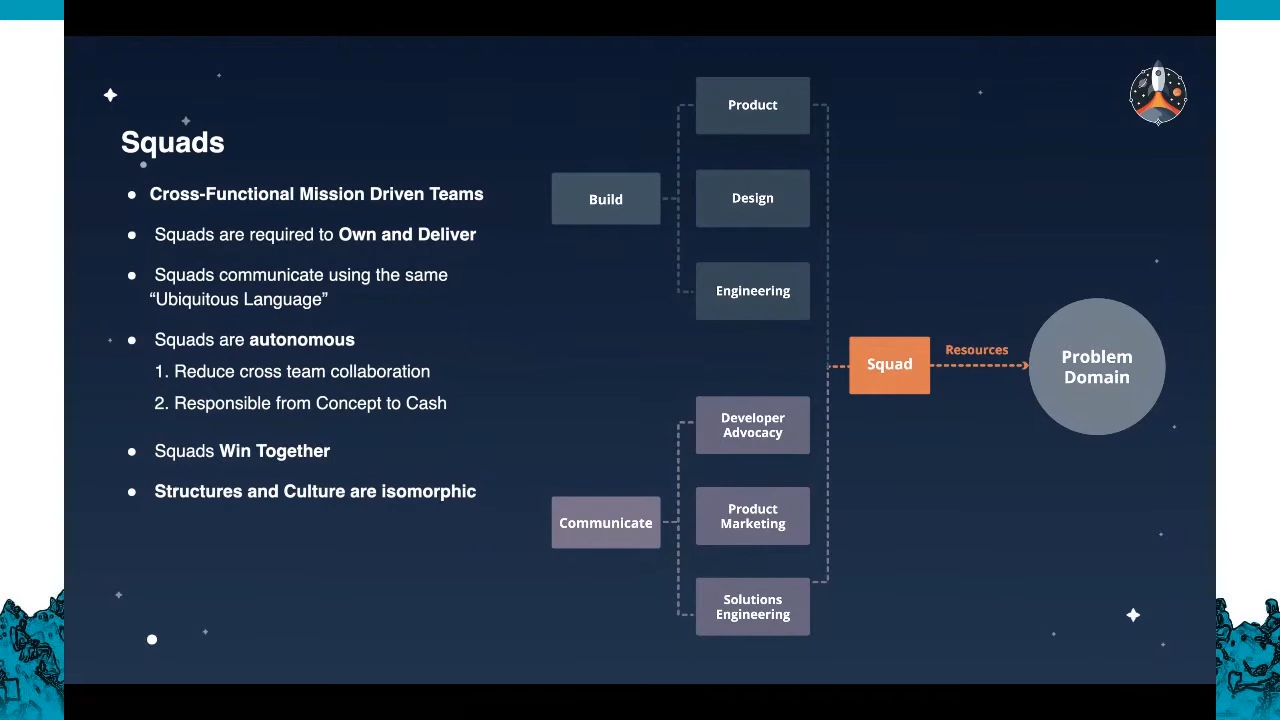 Squads
● Cross-Functional Mission Driven Teams
● Squads are required to Own and Deliver
● Squads communicate using the same
“Ubiquitous Language”
● Squads are autonomous
1. Reduce cross team collaboration
2. Responsible from Concept to Cash
● Squads Win Together
● Structures and Culture are isomorphic
Build
Product
Design
Engineering
Communicate
Developer
Advocacy
Product
Marketing
Solutions
Engineering
Squad
Resources
Problem
Domain